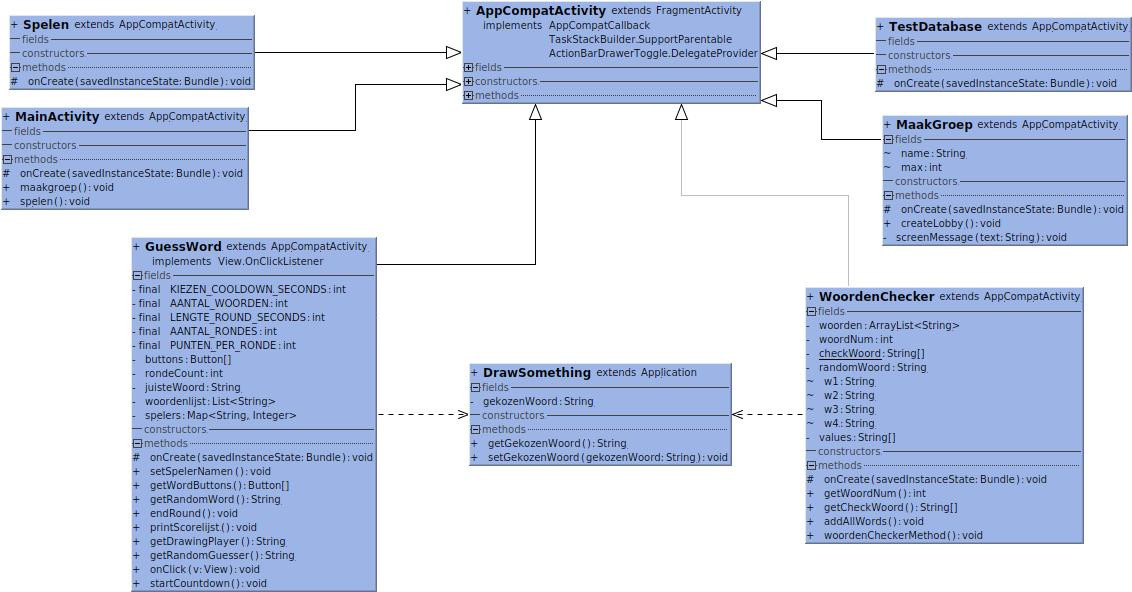 + Spelen extends AppCompatActivity
fields
constructors
methods
# onCreate(savedInstanceState: Bundle): void
+ MainActivity extends AppCompatActivity
fields
constructors
methods
# onCreate(savedInstanceState: Bundle): void
+ maakgroep(): void
+ spelen(): void
+ AppCompatActivity extends FragmentActivity
implements AppCompatCallback
TaskStackBuilder.SupportParentable
ActionBarDrawerToggle.DelegateProvider
fields
constructors
methods
+ TestDatabase extends AppCompatActivity
fields
constructors
methods
# onCreate(savedInstanceState: Bundle): void
+ MaakGroep extends AppCompatActivity
fields
~ name: String
~ max: int
constructors
methods
# onCreate(savedInstanceState: Bundle): void
+ createLobby(): void
- screenMessage(text: String): void
+ GuessWord extends AppCompatActivity
implements View.OnClickListener
fields
- final KIEZEN_COOLDOWN_SECONDS: int
- final AANTAL_WOORDEN: int
- final LENGTE_ROUND_SECONDS: int
- final AANTAL_RONDES: int
- final PUNTEN_PER_RONDE: int
- buttons: Button[]
- rondeCount: int
- juisteWoord: String
- woordenlijst: List<String>
- spelers: Map<String, Integer>
constructors
methods
# onCreate(savedInstanceState: Bundle): void
+ setSpelerNamen(): void
+ getWordButtons(): Button[]
+ getRandomWord(): String
+ endRound(): void
+ printScorelijst(): void
+ getDrawingPlayer(): String
+ getRandomGuesser(): String
+ onClick(v: View): void
+ startCountdown(): void
+ DrawSomething extends Application
fields
- gekozenWoord: String
constructors
methods
+ getGekozenWoord(): String
+ setGekozenWoord(gekozenWoord: String): void
+ WoordenChecker extends AppCompatActivity
fields
- woorden: ArrayList<String>
- woordNum: int
- checkWoord: String[]
- randomWoord: String
~ w1: String
~ w2: String
~ w3: String
~ w4: String
- values: String[]
constructors
methods
# onCreate(savedInstanceState: Bundle): void
+ getWoordNum(): int
+ getCheckWoord(): String[]
+ addAllWords(): void
+ woordenCheckerMethod(): void